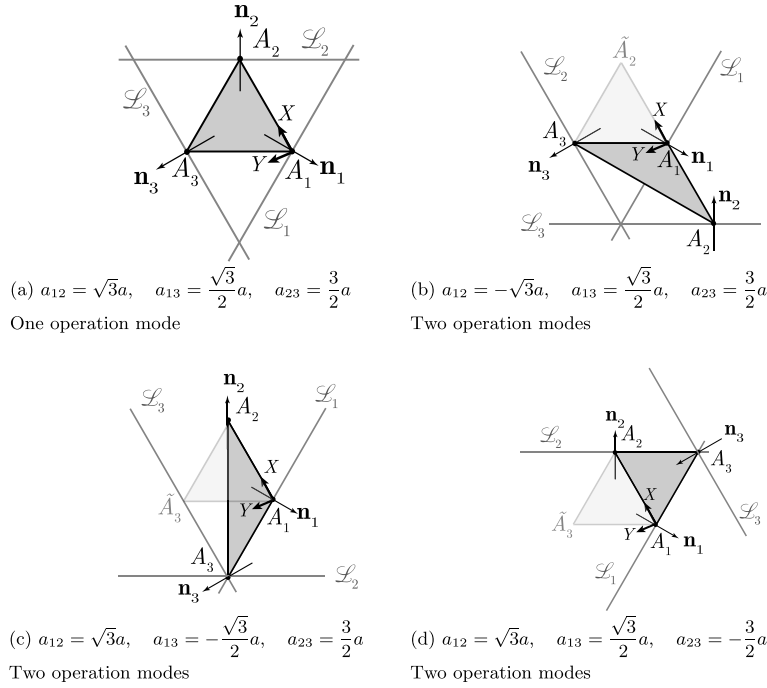 n₂
A₂ ℒ₂
ℒ₃
X
Y
n₃ A₃ A₁ n₁
ℒ₁
(a) a₁₂ = √3a, a₁₃ = √3/2 a, a₂₃ = 3/2 a
One operation mode
Ã₂
ℒ₂ ℒ₁
X
A₃ Y
n₃ A₁ n₁
n₂
ℒ₃
A₂
(b) a₁₂ = −√3a, a₁₃ = √3/2 a, a₂₃ = 3/2 a
Two operation modes
n₂
ℒ₃ A₂ ℒ₁
X
Ã₃ Y A₁ n₁
A₃
n₃ ℒ₂
(c) a₁₂ = √3a, a₁₃ = −√3/2 a, a₂₃ = 3/2 a
Two operation modes
n₂
ℒ₂ A₂ n₃
A₃
X
Ã₃ Y ℒ₃
A₁ n₁
ℒ₁
(d) a₁₂ = √3a, a₁₃ = √3/2 a, a₂₃ = −3/2 a
Two operation modes